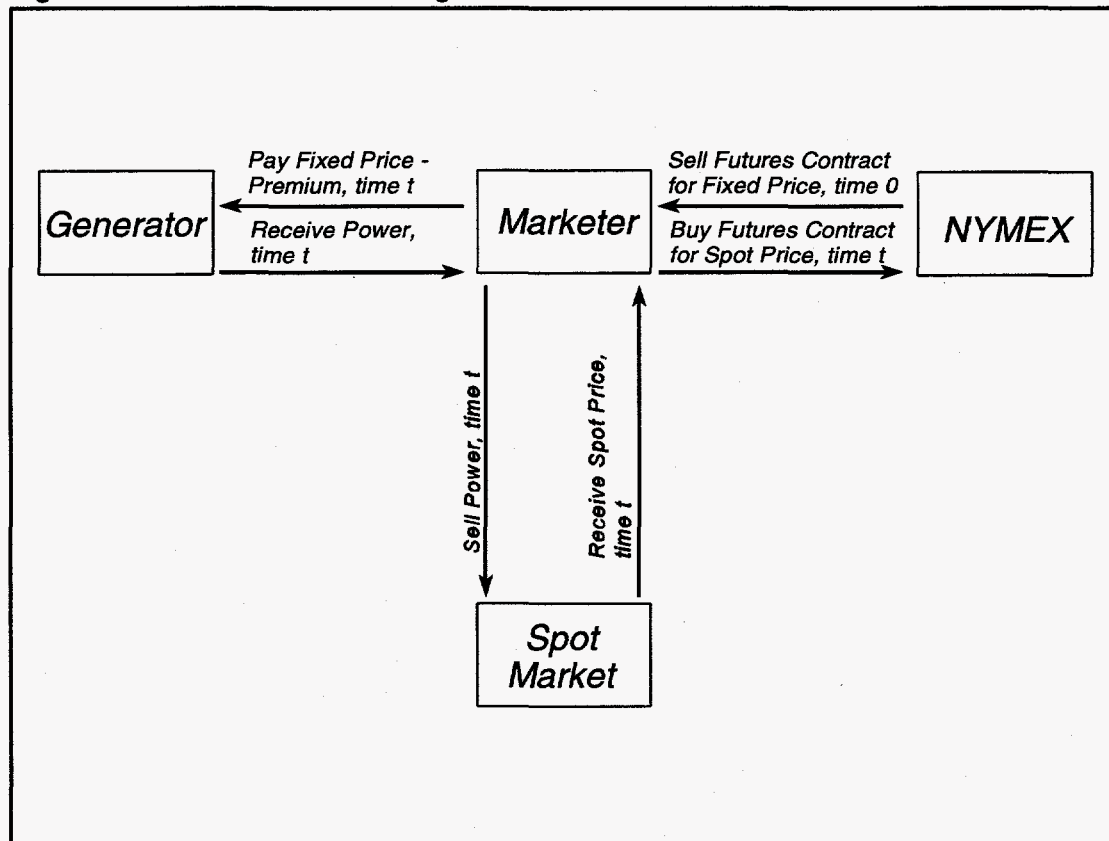 Pay Fixed Price -
Premium, time t
Sell Futures Contract
for Fixed Price, time 0
Generator
Marketer
NYMEX
Receive Power,
time t
Buy Futures Contract
for Spot Price, time t
Sell Power, time t
Receive Spot Price,
time t
Spot
Market